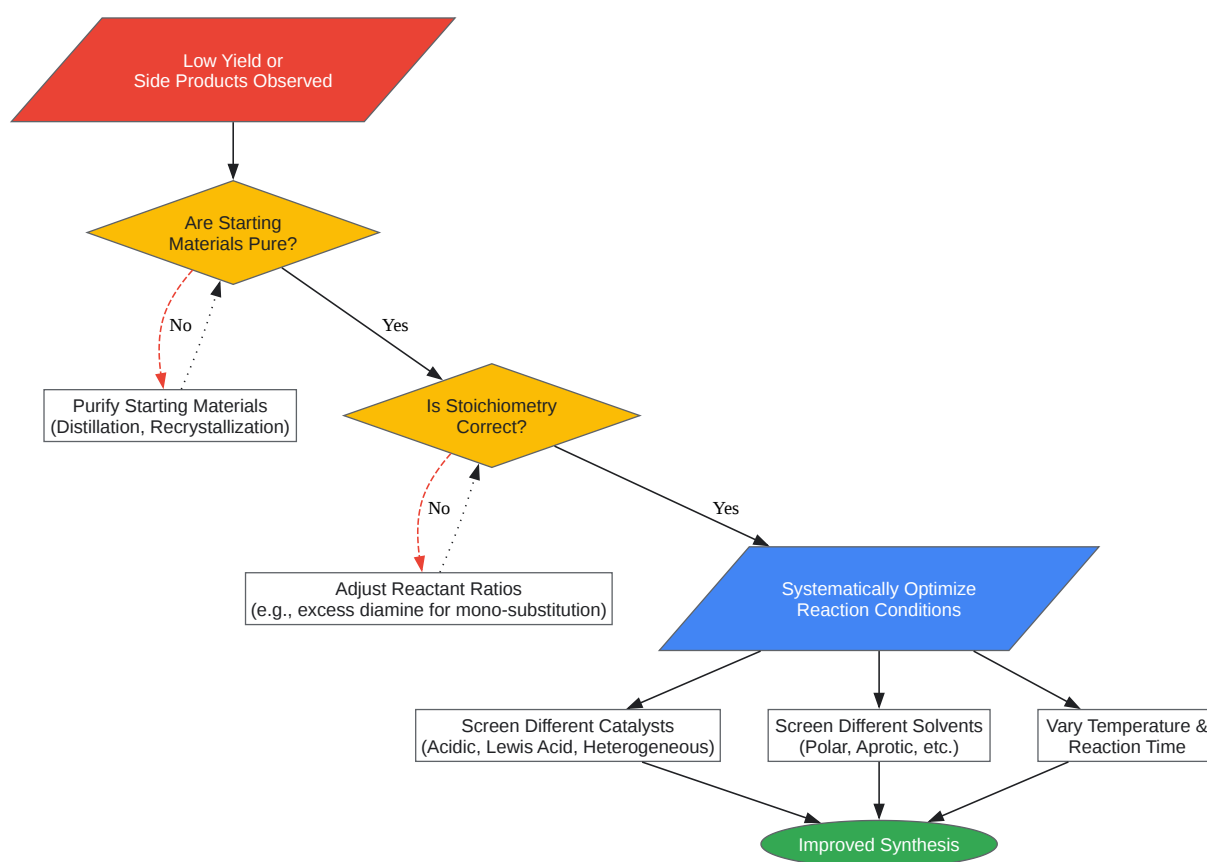 Low Yield or
Side Products Observed
Are Starting
Materials Pure?
No
Yes
Purify Starting Materials
(Distillation, Recrystallization)
Is Stoichiometry
Correct?
No
Yes
Adjust Reactant Ratios
(e.g., excess diamine for mono-substitution)
Systematically Optimize
Reaction Conditions
Screen Different Catalysts
(Acidic, Lewis Acid, Heterogeneous)
Screen Different Solvents
(Polar, Aprotic, etc.)
Vary Temperature &
Reaction Time
Improved Synthesis